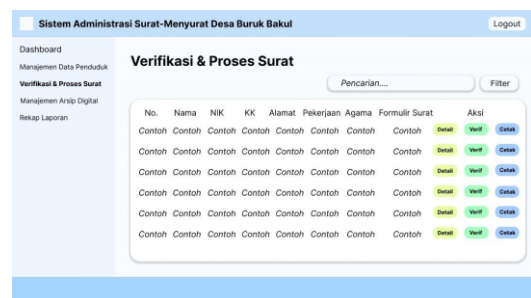 Sistem Administrasi Surat-Menyurat Desa Buruk Bakul
Logout
Dashboard
Manajemen Data Penduduk
Verifikasi & Proses Surat
Manajemen Arsip Digital
Rekap Laporan
Verifikasi & Proses Surat
Pencarian....
Filter
No. Nama NIK KK Alamat Pekerjaan Agama Formulir Surat Aksi
Contoh Contoh Contoh Contoh Contoh Contoh Contoh Contoh Detail Verif Cetak
Contoh Contoh Contoh Contoh Contoh Contoh Contoh Contoh Detail Verif Cetak
Contoh Contoh Contoh Contoh Contoh Contoh Contoh Contoh Detail Verif Cetak
Contoh Contoh Contoh Contoh Contoh Contoh Contoh Contoh Detail Verif Cetak
Contoh Contoh Contoh Contoh Contoh Contoh Contoh Contoh Detail Verif Cetak
Contoh Contoh Contoh Contoh Contoh Contoh Contoh Contoh Detail Verif Cetak